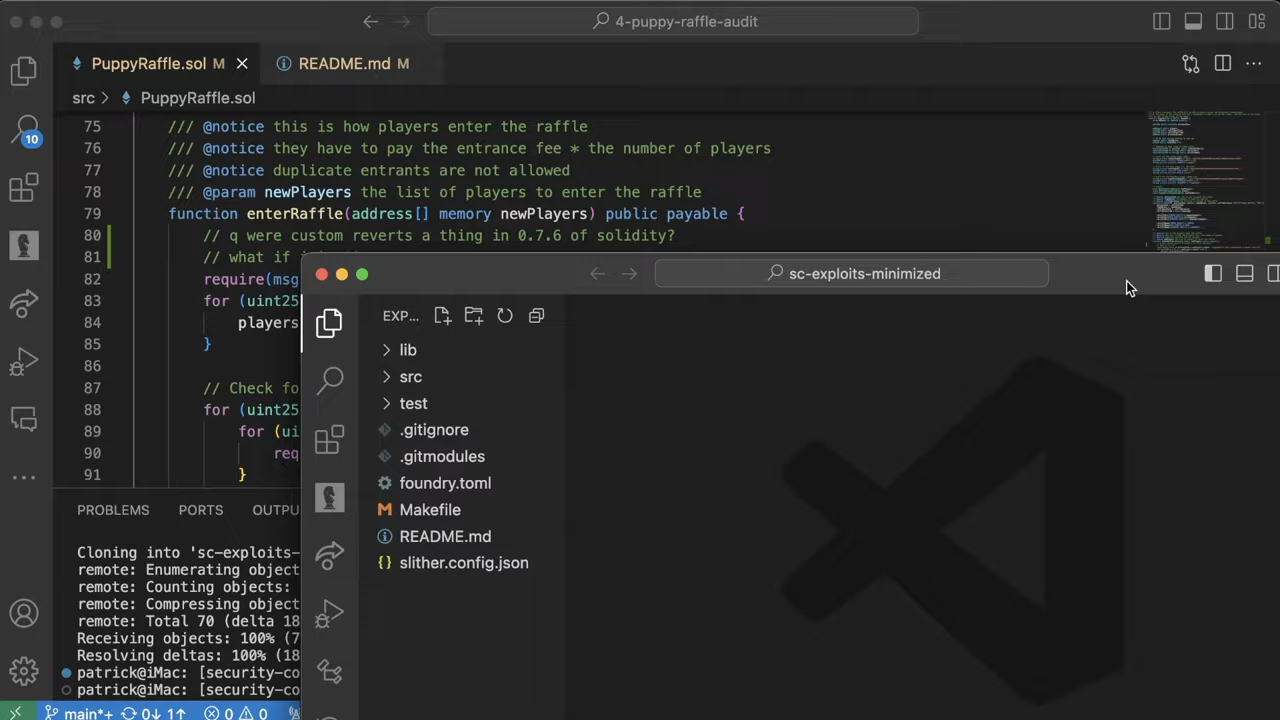 4-puppy-raffle-audit
PuppyRaffle.sol M
README.md M
src > PuppyRaffle.sol
10
75 /// @notice this is how players enter the raffle
76 /// @notice they have to pay the entrance fee * the number of players
77 /// @notice duplicate entrants are not allowed
78 /// @param newPlayers the list of players to enter the raffle
79 function enterRaffle(address[] memory newPlayers) public payable {
80 // q were custom reverts a thing in 0.7.6 of solidity?
81 // what if
82 require(msg
83 for (uint25
84 players
85 }
86
87 // Check fo
88 for (uint25
89 for (ui
90 req
91 }
PROBLEMS PORTS OUTPU
Cloning into 'sc-exploits-
remote: Enumerating object
remote: Counting objects:
remote: Compressing object
remote: Total 70 (delta 18
Receiving objects: 100% (7
Resolving deltas: 100% (18
patrick@iMac: [security-co
patrick@iMac: [security-co
main*+ 0↓ 1↑ 0 0
sc-exploits-minimized
EXP...
lib
src
test
.gitignore
.gitmodules
foundry.toml
Makefile
README.md
slither.config.json